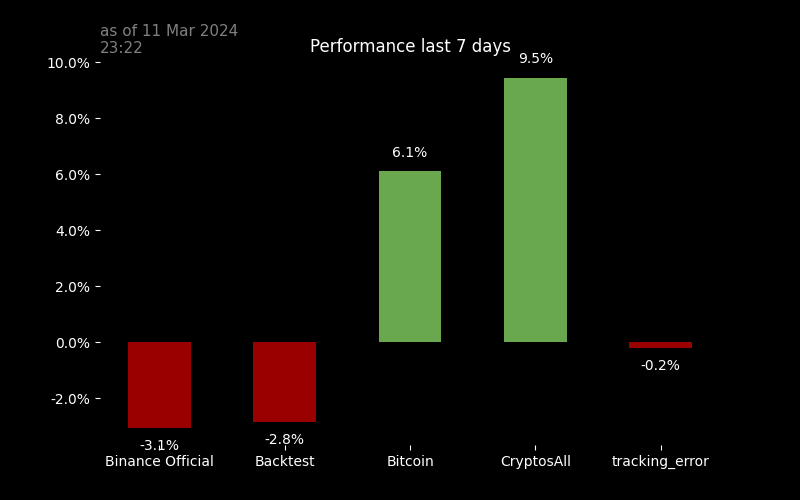 as of 11 Mar 2024
23:22
Performance last 7 days
10.0%
8.0%
6.0%
4.0%
2.0%
0.0%
-2.0%
9.5%
6.1%
-0.2%
-3.1%
-2.8%
Binance Official
Backtest
Bitcoin
CryptosAll
tracking_error